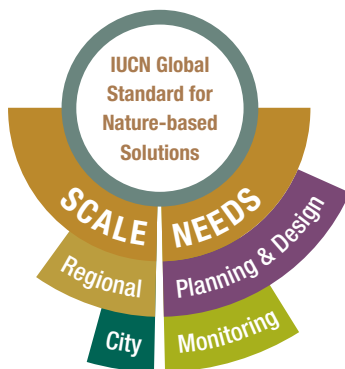 IUCN Global
Standard for
Nature-based
Solutions
SCALE
NEEDS
Regional
Planning & Design
City
Monitoring